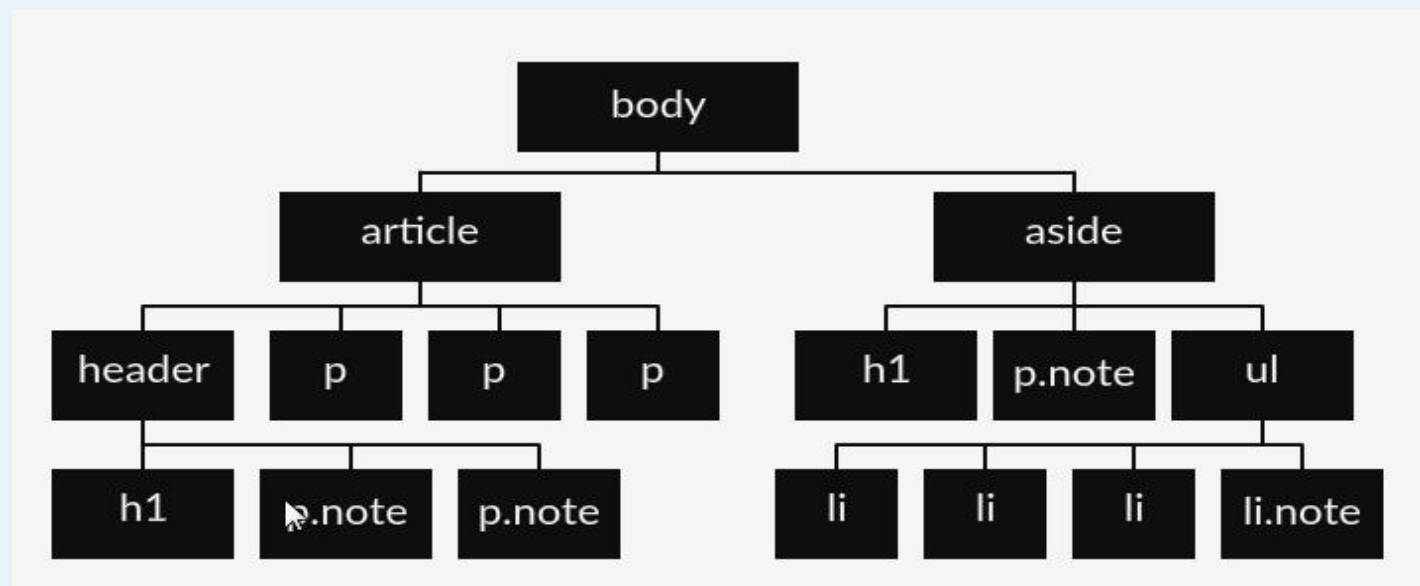 body
article aside
header p p p h1 p.note ul
h1 p.note p.note li li li li.note